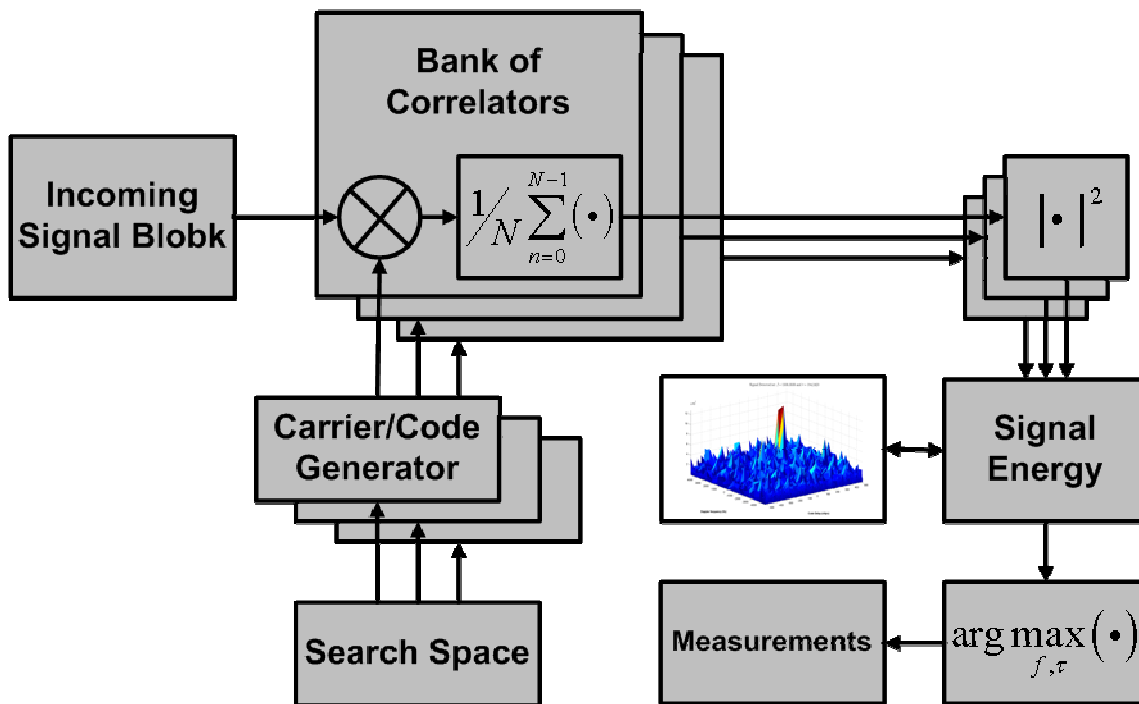 Bank of
Correlators
Incoming
Signal Blobk
1/N ∑ (•)
N−1
n=0
|•|²
Carrier/Code
Generator
Signal
Energy
Search Space
Measurements
arg max (•)
f,τ